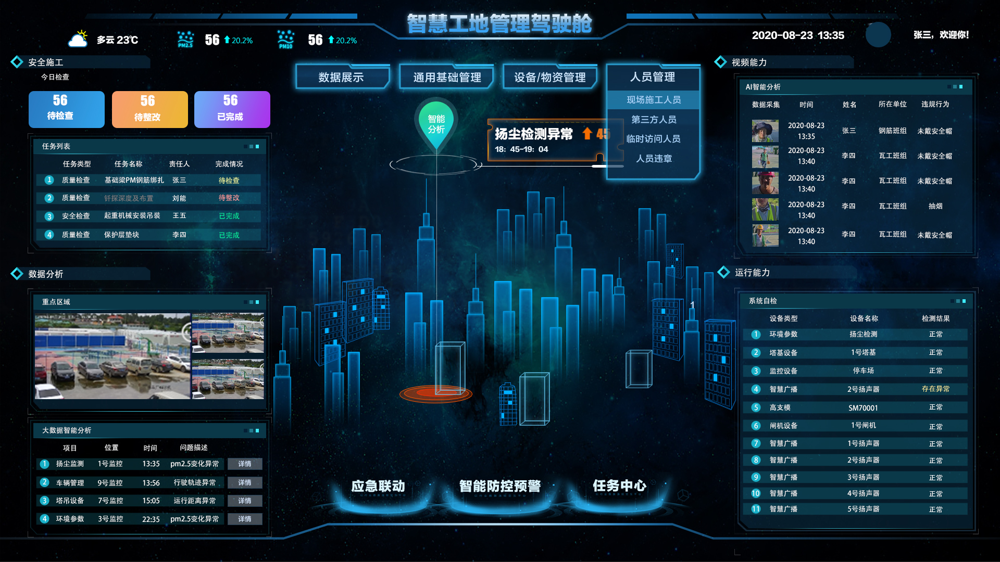 智慧工地管理驾驶舱
多云 23℃
PM2.5
56 20.2%
PM10
56 20.2%
2020-08-23 13:35
张三，欢迎你！
安全施工
今日检查
56
待检查
56
待整改
56
已完成
任务列表
任务类型 任务名称 责任人 完成情况
1 质量检查 基础梁PM钢筋绑扎 张三 待检查
2 质量检查 钎探深度及布置 刘能 待整改
3 安全检查 起重机械安装吊装 王五 已完成
4 质量检查 保护层垫块 李四 已完成
数据分析
重点区域
大数据智能分析
项目 位置 时间 问题描述
1 扬尘监测 1号监控 13:35 pm2.5变化异常 详情
2 车辆管理 9号监控 13:56 行驶轨迹异常 详情
3 塔吊设备 7号监控 15:05 运行距离异常 详情
4 环境参数 3号监控 22:35 pm2.5变化异常 详情
数据展示
通用基础管理
设备/物资管理
人员管理
现场施工人员
第三方人员
临时访问人员
人员违章
智能
分析
扬尘检测异常 45
18：45-19：04
1
应急联动
智能防控预警
任务中心
视频能力
AI智能分析
数据采集 时间 姓名 所在单位 违规行为
2020-08-23
13:35
张三 钢筋班组 未戴安全帽
2020-08-23
13:40
李四 瓦工班组 未戴安全帽
2020-08-23
13:40
李四 瓦工班组 未戴安全帽
2020-08-23
13:40
李四 瓦工班组 抽烟
2020-08-23
13:40
李四 瓦工班组 未戴安全帽
运行能力
系统自检
设备类型 设备名称 检测结果
1 环境参数 扬尘检测 正常
2 塔基设备 1号塔基 正常
3 监控设备 停车场 正常
4 智慧广播 2号扬声器 存在异常
5 高支模 SM70001 正常
6 闸机设备 1号闸机 正常
7 智慧广播 1号扬声器 正常
8 智慧广播 2号扬声器 正常
9 智慧广播 3号扬声器 正常
10 智慧广播 4号扬声器 正常
11 智慧广播 5号扬声器 正常